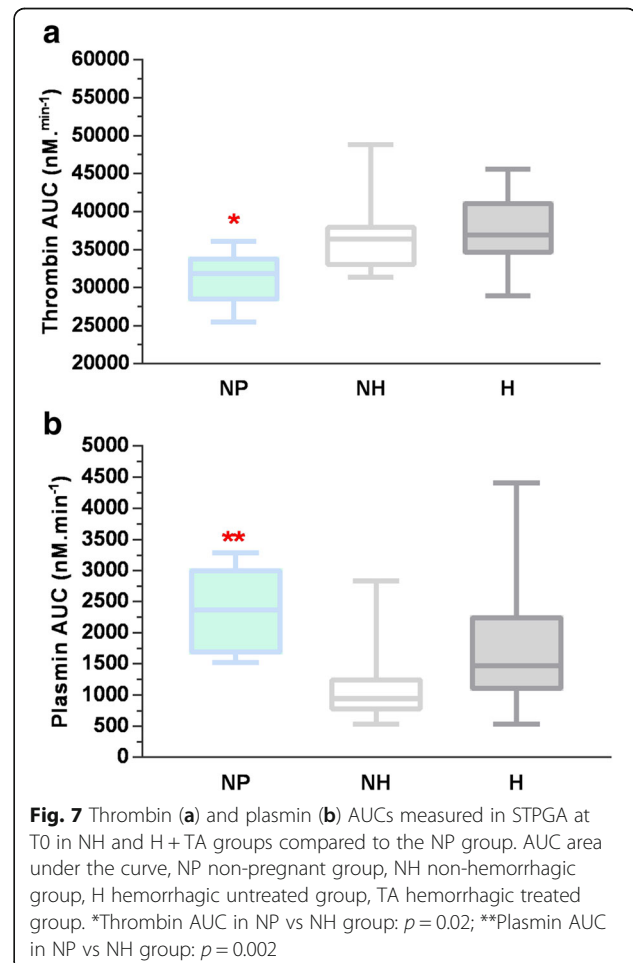 a
60000
55000
50000
45000
40000
35000
30000
25000
20000
Thrombin AUC (nM.min-1)
*
NP NH H
b
5000
4500
4000
3500
3000
2500
2000
1500
1000
500
0
Plasmin AUC (nM.min-1)
**
NP NH H
Fig. 7 Thrombin (a) and plasmin (b) AUCs measured in STPGA at
T0 in NH and H + TA groups compared to the NP group. AUC area
under the curve, NP non-pregnant group, NH non-hemorrhagic
group, H hemorrhagic untreated group, TA hemorrhagic treated
group. *Thrombin AUC in NP vs NH group: p = 0.02; **Plasmin AUC
in NP vs NH group: p = 0.002